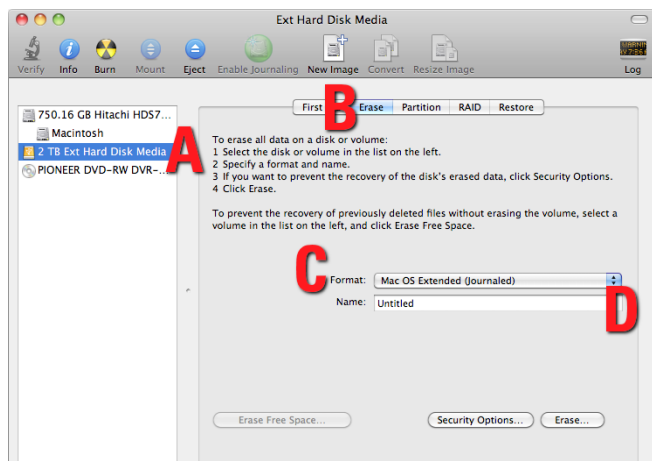 Ext Hard Disk Media
Verify Info Burn Mount Eject Enable Journaling New Image Convert Resize Image Log
First Erase Partition RAID Restore
B
750.16 GB Hitachi HDS7...
Macintosh
2 TB Ext Hard Disk Media
PIONEER DVD-RW DVR-...
A
To erase all data on a disk or volume:
1 Select the disk or volume in the list on the left.
2 Specify a format and name.
3 If you want to prevent the recovery of the disk's erased data, click Security Options.
4 Click Erase.
To prevent the recovery of previously deleted files without erasing the volume, select a
volume in the list on the left, and click Erase Free Space.
C
Format: Mac OS Extended (Journaled)
Name: Untitled
D
Erase Free Space... Security Options... Erase...